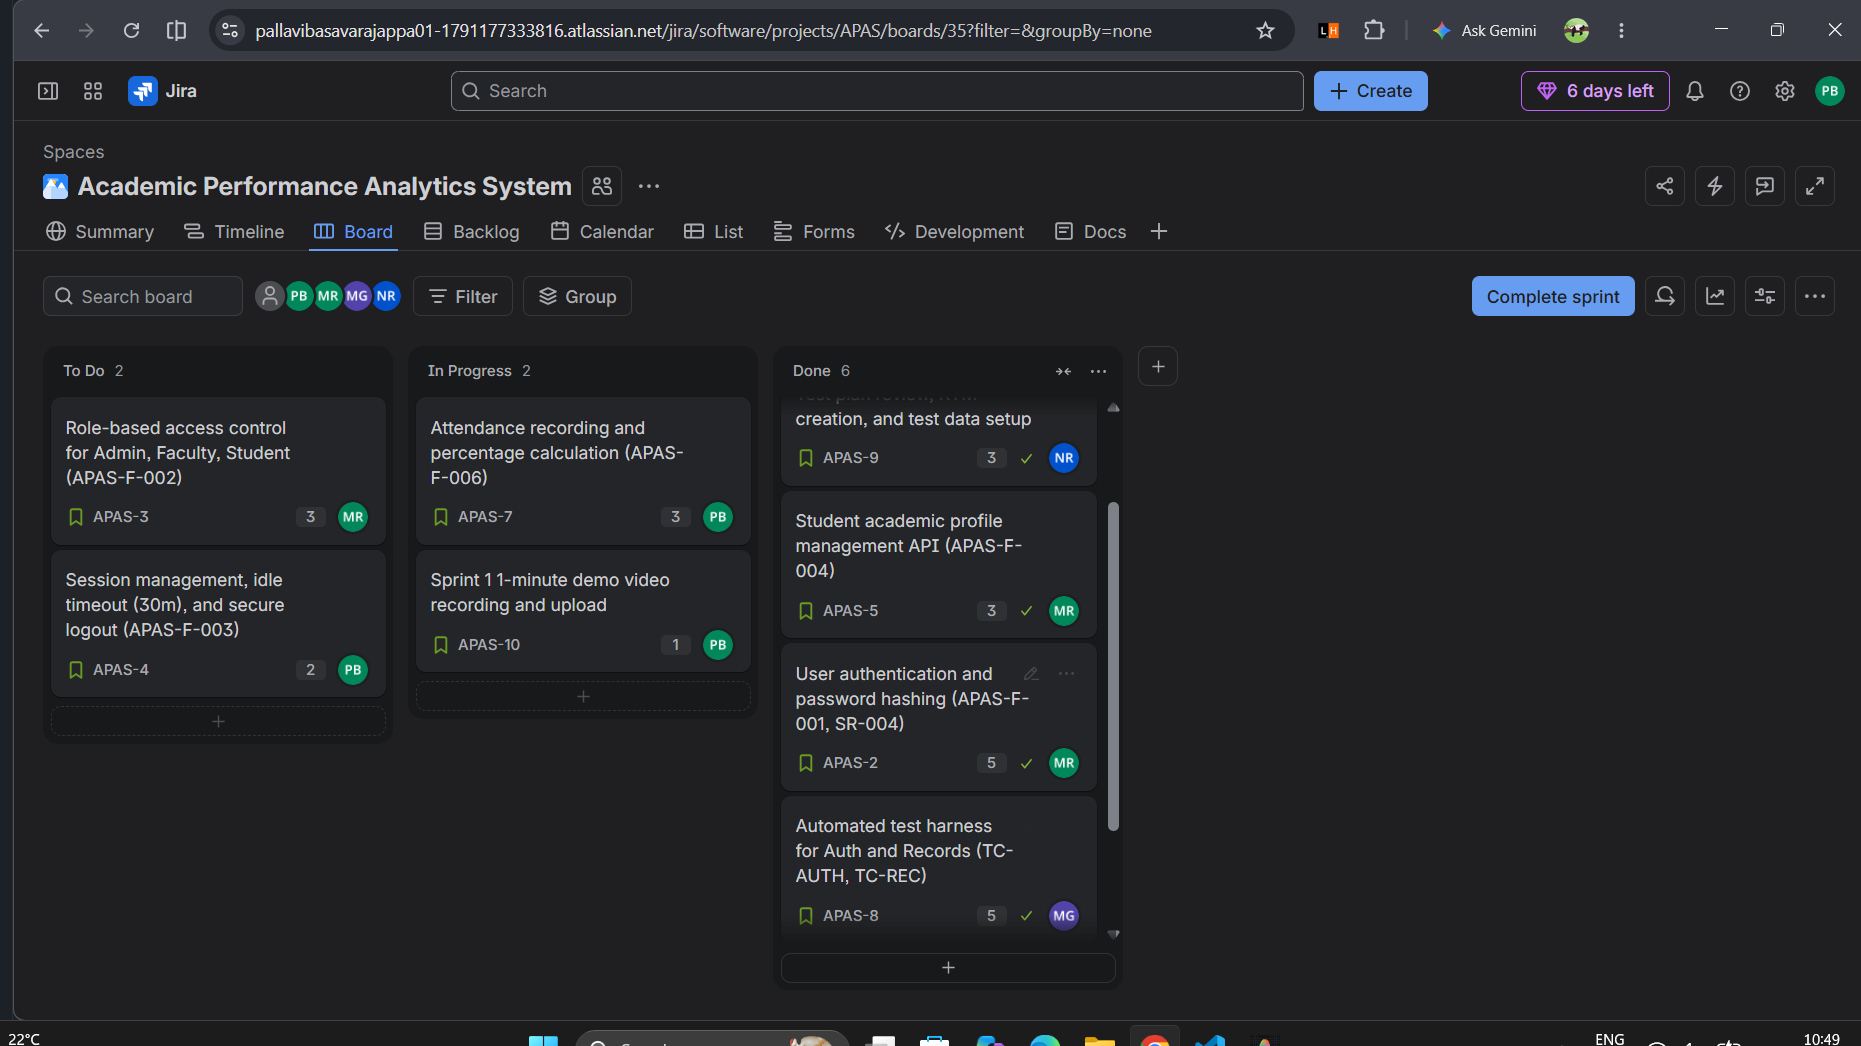 pallavibasavarajappa01-1791177333816.atlassian.net/jira/software/projects/APAS/boards/35?filter=&groupBy=none
LH
Ask Gemini
Jira
Search
Create
6 days left
PB
Spaces
Academic Performance Analytics System
Summary
Timeline
Board
Backlog
Calendar
List
Forms
Development
Docs
Search board
PB
MR
MG
NR
Filter
Group
Complete sprint
To Do 2
Role-based access control
for Admin, Faculty, Student
(APAS-F-002)
APAS-3
3
MR
Session management, idle
timeout (30m), and secure
logout (APAS-F-003)
APAS-4
2
PB
In Progress 2
Attendance recording and
percentage calculation (APAS-
F-006)
APAS-7
3
PB
Sprint 1 1-minute demo video
recording and upload
APAS-10
1
PB
Done 6
creation, and test data setup
APAS-9
3
NR
Student academic profile
management API (APAS-F-
004)
APAS-5
3
MR
User authentication and
password hashing (APAS-F-
001, SR-004)
APAS-2
5
MR
Automated test harness
for Auth and Records (TC-
AUTH, TC-REC)
APAS-8
5
MG
22°C
ENG
10:49